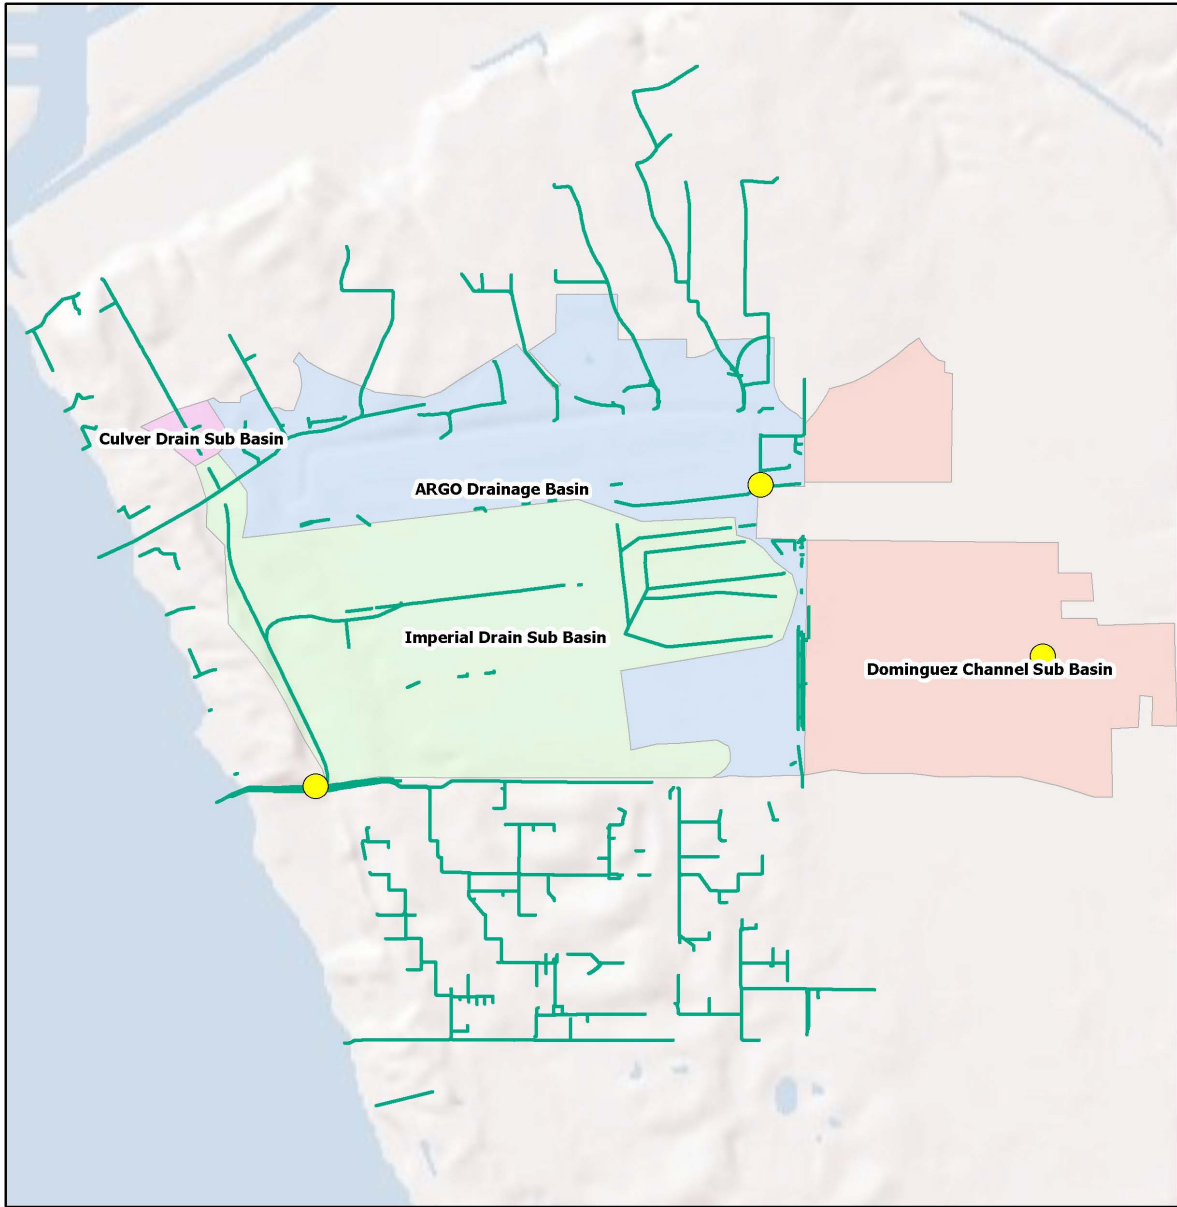 Culver Drain Sub Basin
ARGO Drainage Basin
Imperial Drain Sub Basin
Dominguez Channel Sub Basin